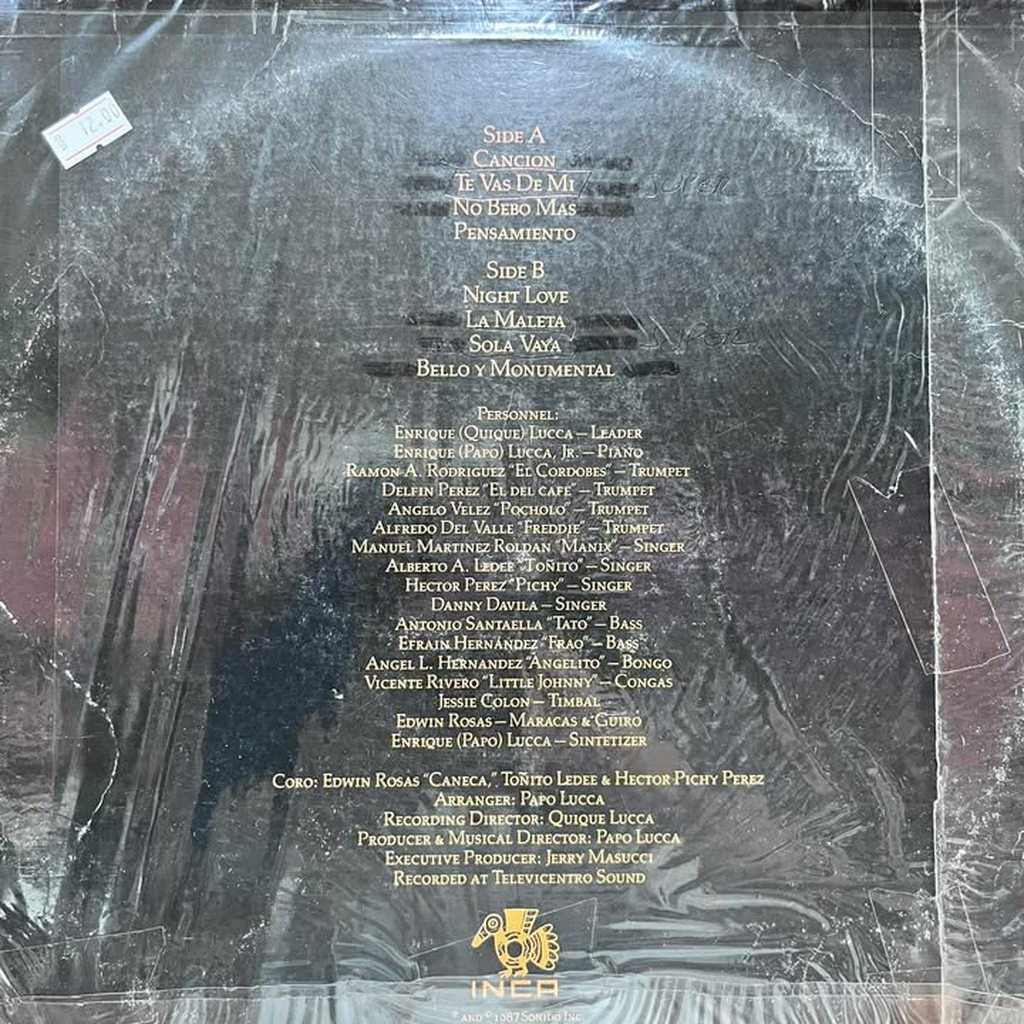 12.00
SIDE A
CANCION
TE VAS DE MI SUPER
NO BEBO MAS
PENSAMIENTO
SIDE B
NIGHT LOVE
LA MALETA
SOLA VAYA SUPER
BELLO Y MONUMENTAL
PERSONNEL:
ENRIQUE (QUIQUE) LUCCA – LEADER
ENRIQUE (PAPO) LUCCA, JR. – PIANO
RAMON A. RODRIGUEZ "EL CORDOBES" – TRUMPET
DELFIN PEREZ "EL DEL CAFE" – TRUMPET
ANGELO VELEZ "POCHOLO" – TRUMPET
ALFREDO DEL VALLE "FREDDIE" – TRUMPET
MANUEL MARTINEZ ROLDAN "MANIX" – SINGER
ALBERTO A. LEDEE "TOÑITO" – SINGER
HECTOR PEREZ "PICHY" – SINGER
DANNY DAVILA – SINGER
ANTONIO SANTAELLA "TATO" – BASS
EFRAIN HERNÁNDEZ "FRAO" – BASS
ANGEL L. HERNANDEZ "ANGELITO" – BONGO
VICENTE RIVERO "LITTLE JOHNNY" – CONGAS
JESSIE COLON – TIMBAL
EDWIN ROSAS – MARACAS & GUIRO
ENRIQUE (PAPO) LUCCA – SINTETIZER
CORO: EDWIN ROSAS "CANECA," TOÑITO LEDEE & HECTOR PICHY PEREZ
ARRANGER: PAPO LUCCA
RECORDING DIRECTOR: QUIQUE LUCCA
PRODUCER & MUSICAL DIRECTOR: PAPO LUCCA
EXECUTIVE PRODUCER: JERRY MASUCCI
RECORDED AT TELEVICENTRO SOUND
INCA
℗ AND © 1987 SONIDO INC.